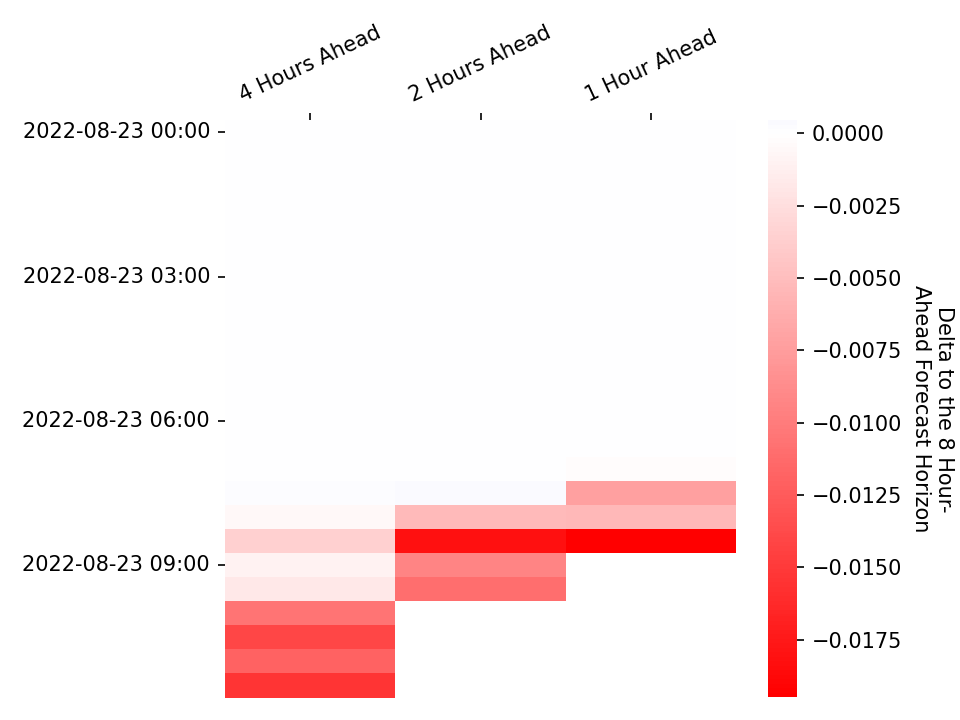 4 Hours Ahead
2 Hours Ahead
1 Hour Ahead
2022-08-23 00:00
2022-08-23 03:00
2022-08-23 06:00
2022-08-23 09:00
0.0000
−0.0025
−0.0050
−0.0075
−0.0100
−0.0125
−0.0150
−0.0175
Delta to the 8 Hour-
Ahead Forecast Horizon